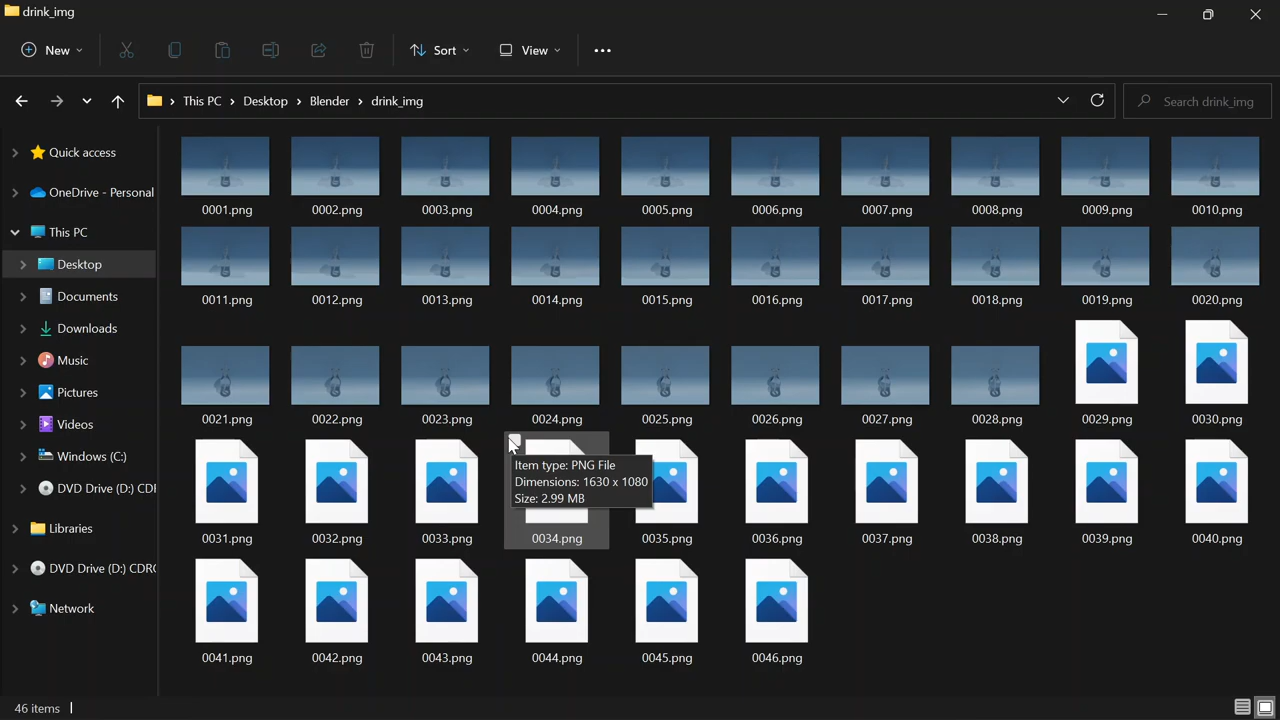 drink_img
New
Sort
View
This PC
Desktop
Blender
drink_img
Search drink_img
Quick access
OneDrive - Personal
This PC
Desktop
Documents
Downloads
Music
Pictures
Videos
Windows (C:)
DVD Drive (D:) CDI
Libraries
DVD Drive (D:) CDRO
Network
0001.png 0002.png 0003.png 0004.png 0005.png 0006.png 0007.png 0008.png 0009.png 0010.png
0011.png 0012.png 0013.png 0014.png 0015.png 0016.png 0017.png 0018.png 0019.png 0020.png
0021.png 0022.png 0023.png 0024.png 0025.png 0026.png 0027.png 0028.png 0029.png 0030.png
Item type: PNG File
Dimensions: 1630 x 1080
Size: 2.99 MB
0031.png 0032.png 0033.png 0034.png 0035.png 0036.png 0037.png 0038.png 0039.png 0040.png
0041.png 0042.png 0043.png 0044.png 0045.png 0046.png
46 items